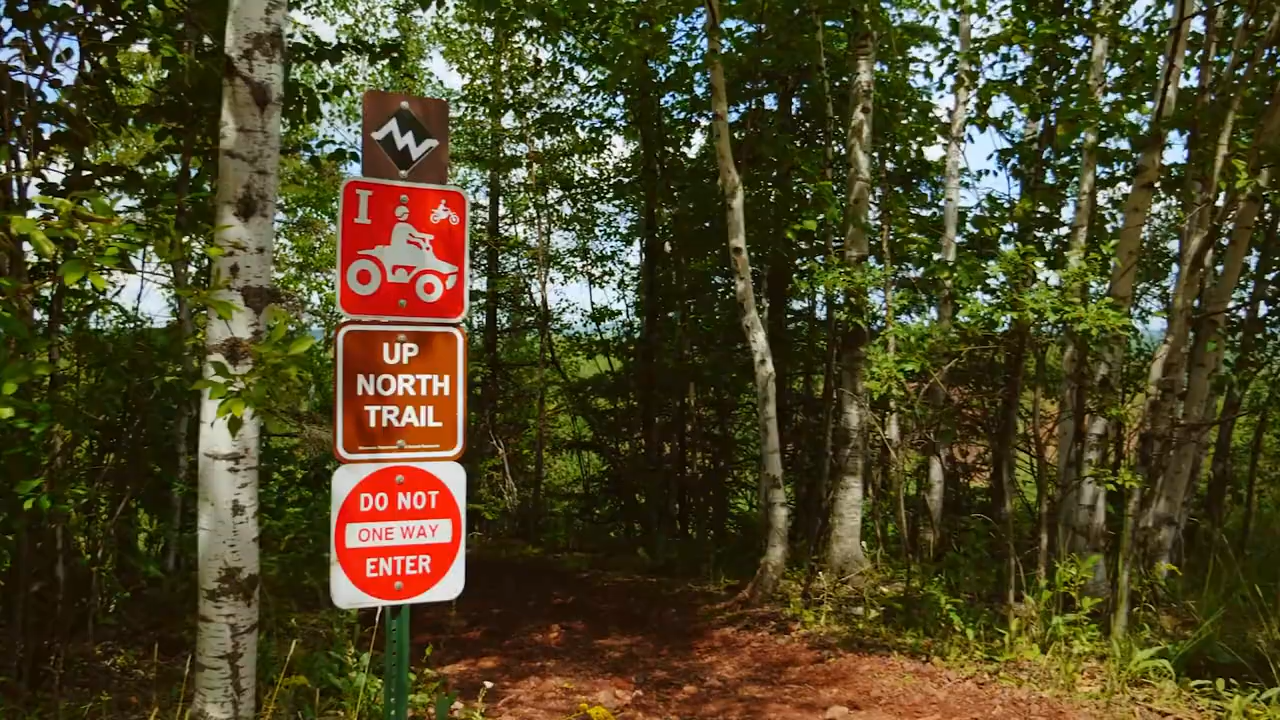 I
UP
NORTH
TRAIL
DO NOT
ONE WAY
ENTER